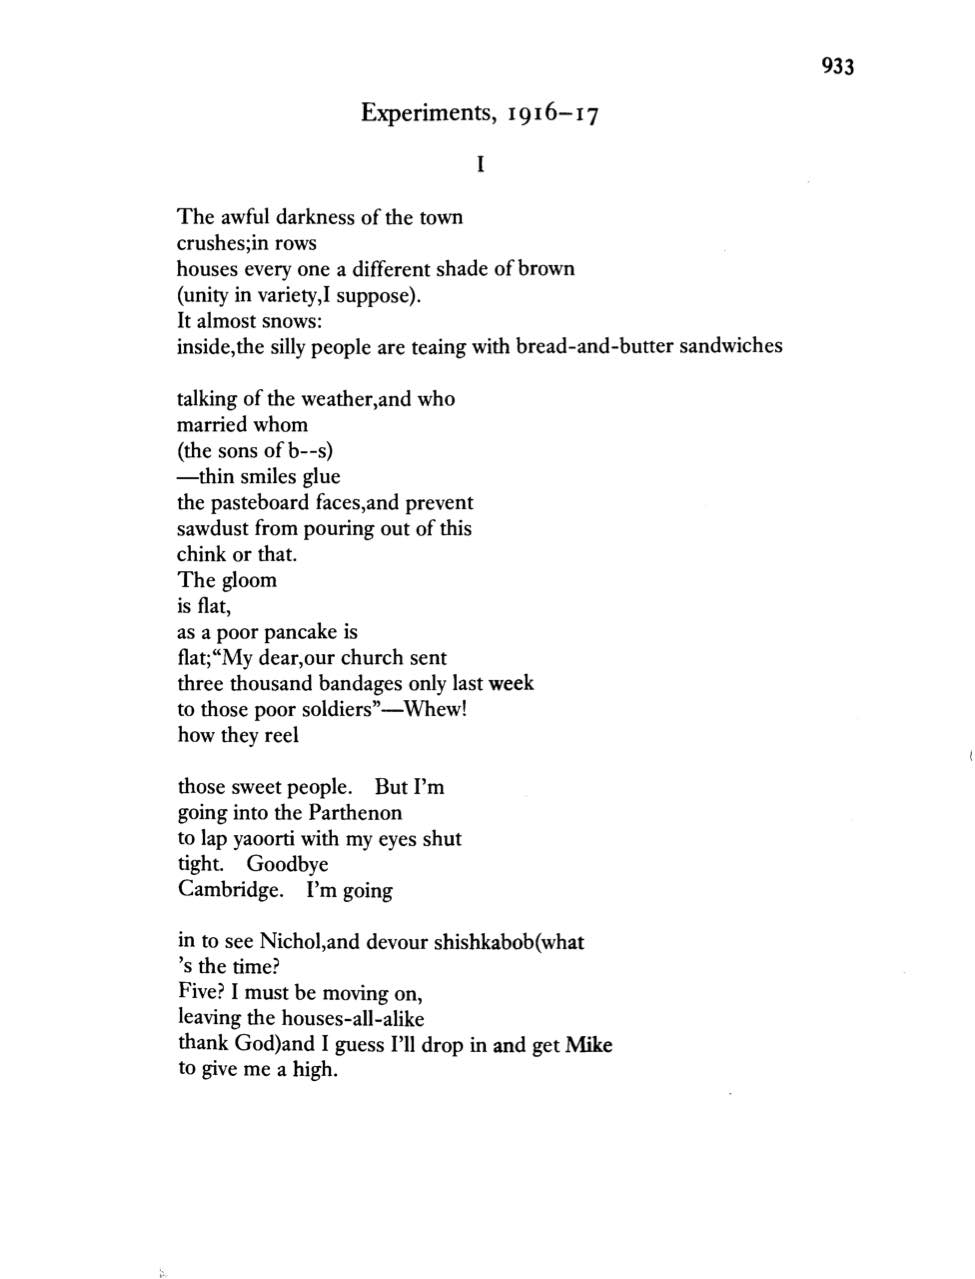 933
Experiments, 1916–17
I
The awful darkness of the town
crushes;in rows
houses every one a different shade of brown
(unity in variety,I suppose).
It almost snows:
inside,the silly people are teaing with bread-and-butter sandwiches
talking of the weather,and who
married whom
(the sons of b--s)
—thin smiles glue
the pasteboard faces,and prevent
sawdust from pouring out of this
chink or that.
The gloom
is flat,
as a poor pancake is
flat;“My dear,our church sent
three thousand bandages only last week
to those poor soldiers”—Whew!
how they reel
those sweet people.   But I’m
going into the Parthenon
to lap yaoorti with my eyes shut
tight.   Goodbye
Cambridge.   I’m going
in to see Nichol,and devour shishkabob(what
’s the time?
Five? I must be moving on,
leaving the houses-all-alike
thank God)and I guess I’ll drop in and get Mike
to give me a high.